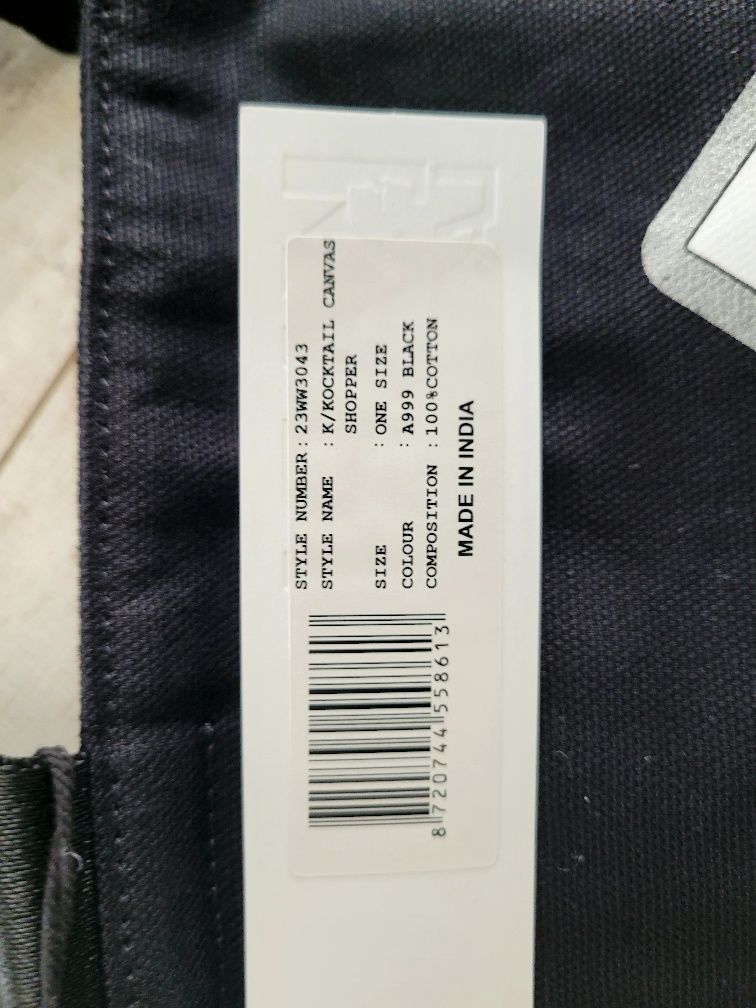 STYLE NUMBER : 23WW3043
STYLE NAME : K/KOCKTAIL CANVAS
SHOPPER
SIZE : ONE SIZE
COLOUR : A999 BLACK
COMPOSITION : 100%COTTON
MADE IN INDIA
8 720744 558613